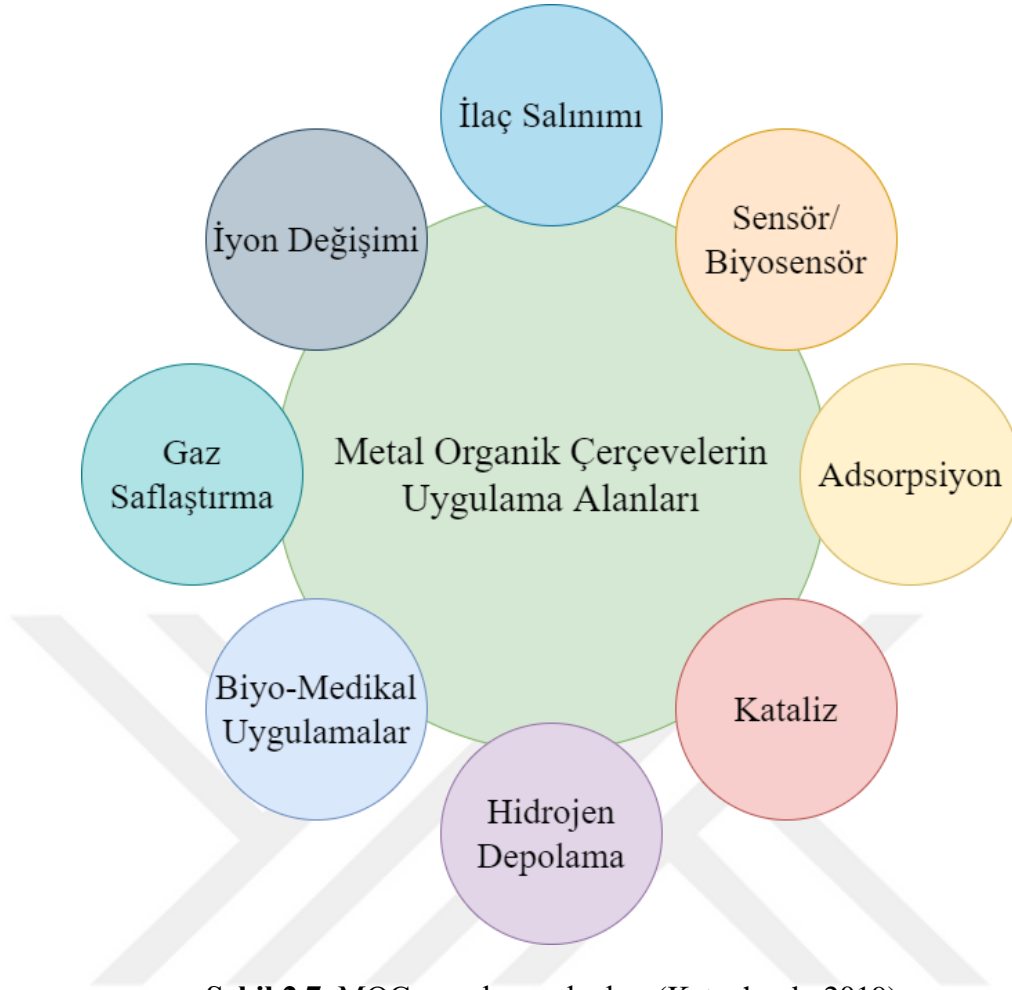 İlaç Salınımı
Sensör/
Biyosensör
İyon Değişimi
Gaz
Saflaştırma
Metal Organik Çerçevelerin
Uygulama Alanları
Adsorpsiyon
Biyo-Medikal
Uygulamalar
Kataliz
Hidrojen
Depolama